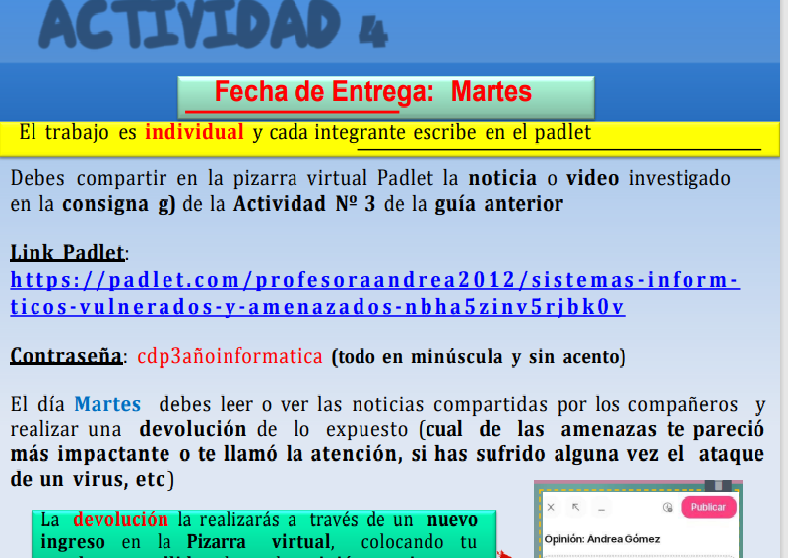 ACTIVIDAD 4
Fecha de Entrega: Martes
El trabajo es individual y cada integrante escribe en el padlet
Debes compartir en la pizarra virtual Padlet la noticia o video investigado
en la consigna g) de la Actividad Nº 3 de la guía anterior
Link Padlet:
https://padlet.com/profesoraandrea2012/sistemas-inform-
ticos-vulnerados-y-amenazados-nbha5zinv5rjbk0v
Contraseña: cdp3añoinformatica (todo en minúscula y sin acento)
El día Martes debes leer o ver las noticias compartidas por los compañeros y
realizar una devolución de lo expuesto (cual de las amenazas te pareció
más impactante o te llamó la atención, si has sufrido alguna vez el ataque
de un virus, etc)
La devolución la realizarás a través de un nuevo
ingreso en la Pizarra virtual, colocando tu
Publicar
Opinión: Andrea Gómez